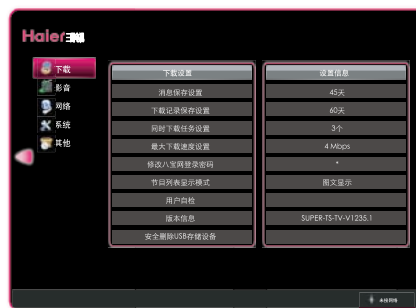 Haier
下载
影音
网络
系统
其他
下载设置 设置信息
消息保存设置 45天
下载记录保存设置 60天
同时下载任务设置 3个
最大下载速度设置 4 Mbps
修改八宝网登录密码 *
节目列表显示模式 图文显示
用户自检
版本信息 SUPER-TS-TV-V1235.1
安全删除USB存储设备
未接网络